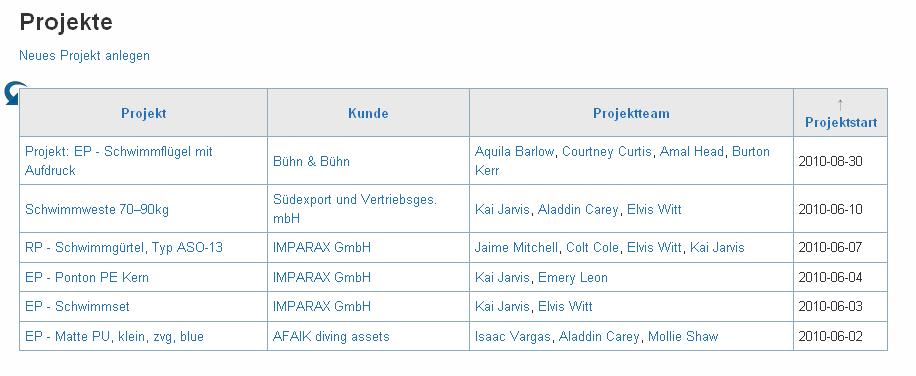 Projekte
Neues Projekt anlegen
Projekt Kunde Projektteam ↑ Projektstart
Projekt: EP - Schwimmflügel mit
Aufdruck
Bühn & Bühn
Aquila Barlow, Courtney Curtis, Amal Head, Burton
Kerr
2010-08-30
Schwimmweste 70–90kg
Südexport und Vertriebsges.
mbH
Kai Jarvis, Aladdin Carey, Elvis Witt
2010-06-10
RP - Schwimmgürtel, Typ ASO-13 IMPARAX GmbH Jaime Mitchell, Colt Cole, Elvis Witt, Kai Jarvis 2010-06-07
EP - Ponton PE Kern IMPARAX GmbH Kai Jarvis, Emery Leon 2010-06-04
EP - Schwimmset IMPARAX GmbH Kai Jarvis, Elvis Witt 2010-06-03
EP - Matte PU, klein, zvg, blue AFAIK diving assets Isaac Vargas, Aladdin Carey, Mollie Shaw 2010-06-02